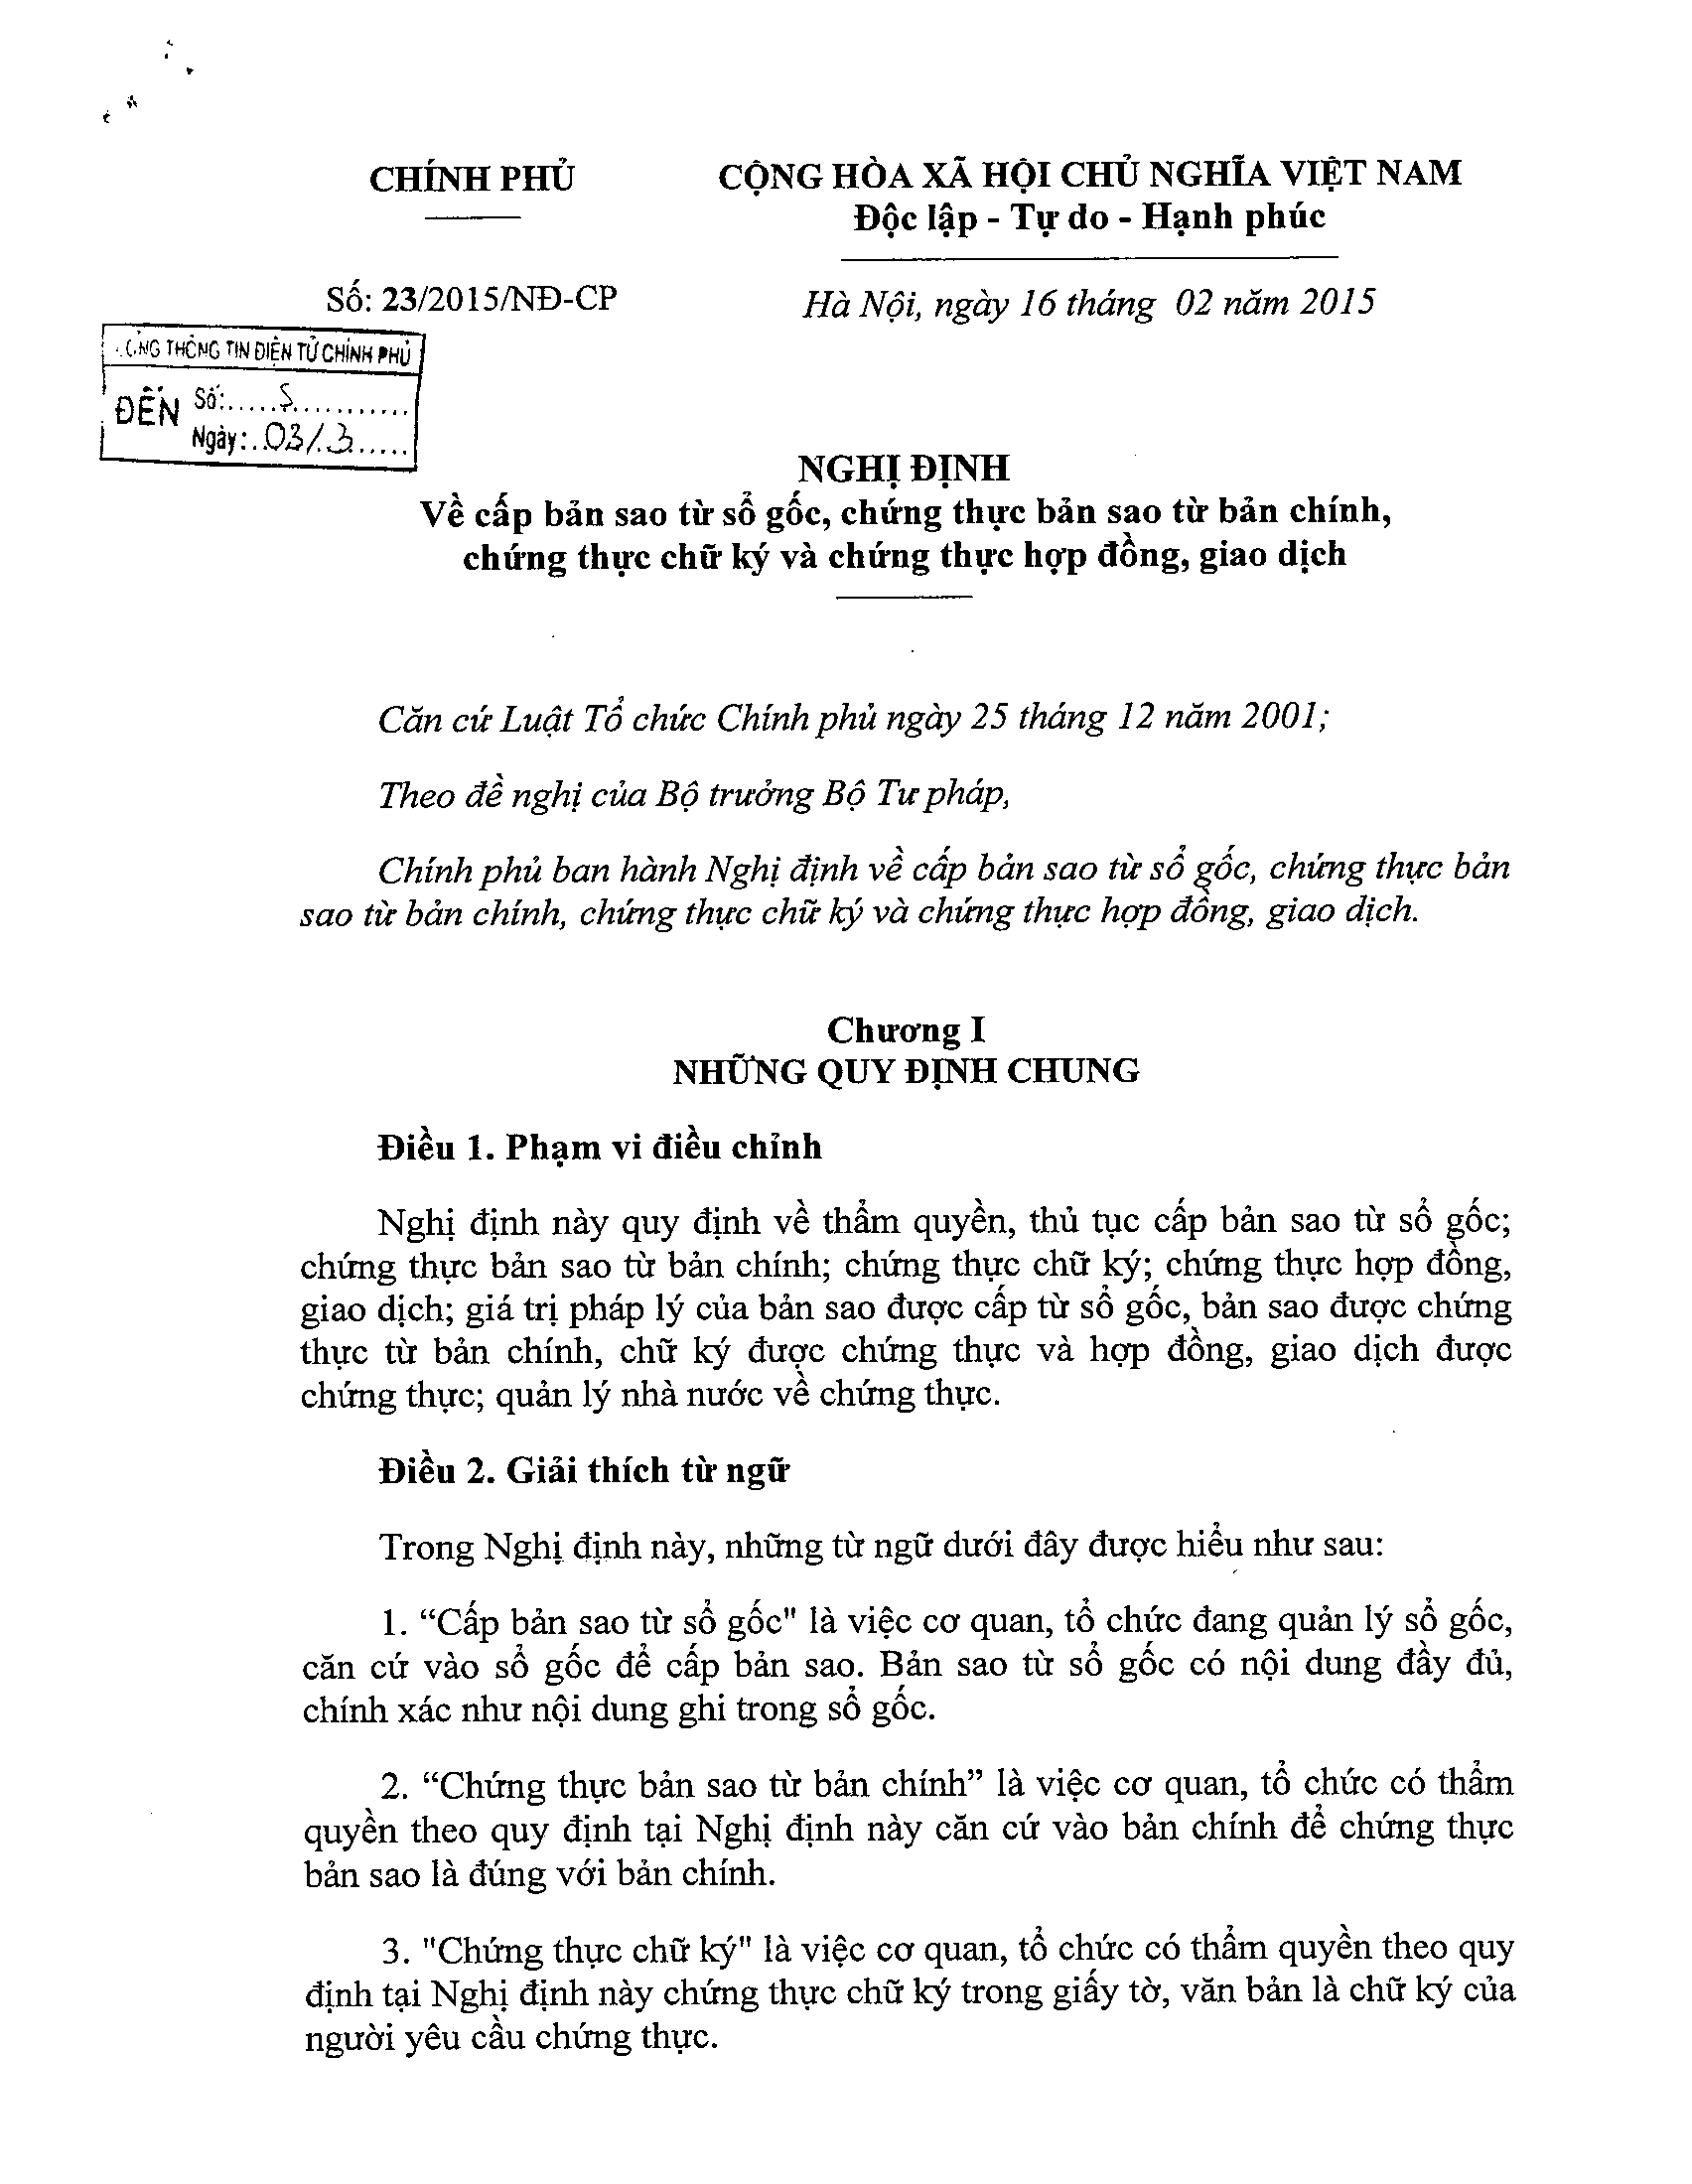 CHÍNH PHỦ
CỘNG HÒA XÃ HỘI CHỦ NGHĨA VIỆT NAM
Độc lập - Tự do - Hạnh phúc
Số: 23/2015/NĐ-CP
Hà Nội, ngày 16 tháng 02 năm 2015
THÔNG TIN ĐIỆN TỬ CHÍNH PHỦ
ĐẾN Số:.....5...........
Ngày:..03/.3......
NGHỊ ĐỊNH
Về cấp bản sao từ sổ gốc, chứng thực bản sao từ bản chính,
chứng thực chữ ký và chứng thực hợp đồng, giao dịch
Căn cứ Luật Tổ chức Chính phủ ngày 25 tháng 12 năm 2001;
Theo đề nghị của Bộ trưởng Bộ Tư pháp,
Chính phủ ban hành Nghị định về cấp bản sao từ sổ gốc, chứng thực bản
sao từ bản chính, chứng thực chữ ký và chứng thực hợp đồng, giao dịch.
Chương I
NHỮNG QUY ĐỊNH CHUNG
Điều 1. Phạm vi điều chỉnh
Nghị định này quy định về thẩm quyền, thủ tục cấp bản sao từ sổ gốc;
chứng thực bản sao từ bản chính; chứng thực chữ ký; chứng thực hợp đồng,
giao dịch; giá trị pháp lý của bản sao được cấp từ sổ gốc, bản sao được chứng
thực từ bản chính, chữ ký được chứng thực và hợp đồng, giao dịch được
chứng thực; quản lý nhà nước về chứng thực.
Điều 2. Giải thích từ ngữ
Trong Nghị định này, những từ ngữ dưới đây được hiểu như sau:
1. “Cấp bản sao từ sổ gốc" là việc cơ quan, tổ chức đang quản lý sổ gốc,
căn cứ vào sổ gốc để cấp bản sao. Bản sao từ sổ gốc có nội dung đầy đủ,
chính xác như nội dung ghi trong sổ gốc.
2. “Chứng thực bản sao từ bản chính” là việc cơ quan, tổ chức có thẩm
quyền theo quy định tại Nghị định này căn cứ vào bản chính để chứng thực
bản sao là đúng với bản chính.
3. "Chứng thực chữ ký" là việc cơ quan, tổ chức có thẩm quyền theo quy
định tại Nghị định này chứng thực chữ ký trong giấy tờ, văn bản là chữ ký của
người yêu cầu chứng thực.